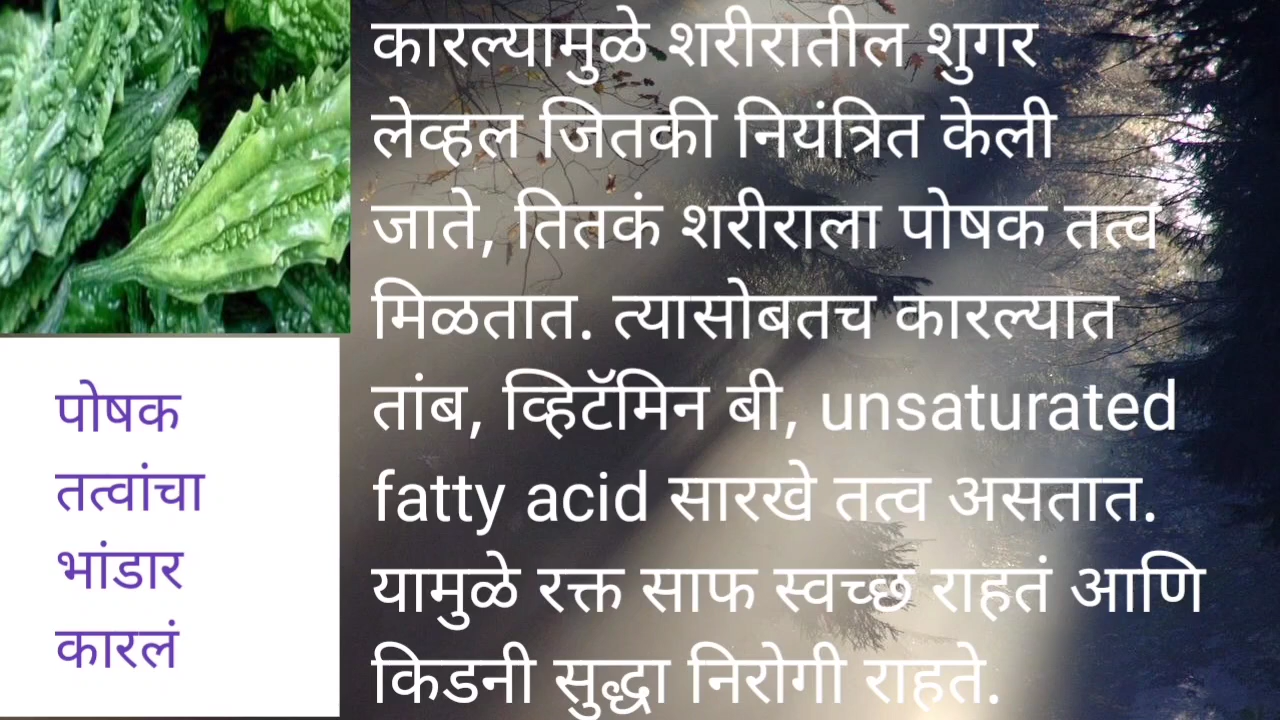 कारल्यामुळे शरीरातील शुगर
लेव्हल जितकी नियंत्रित केली
जाते, तितकं शरीराला पोषक तत्व
मिळतात. त्यासोबतच कारल्यात
तांब, व्हिटॅमिन बी, unsaturated
fatty acid सारखे तत्व असतात.
यामुळे रक्त साफ स्वच्छ राहतं आणि
किडनी सुद्धा निरोगी राहते.
पोषक
तत्वांचा
भांडार
कारलं